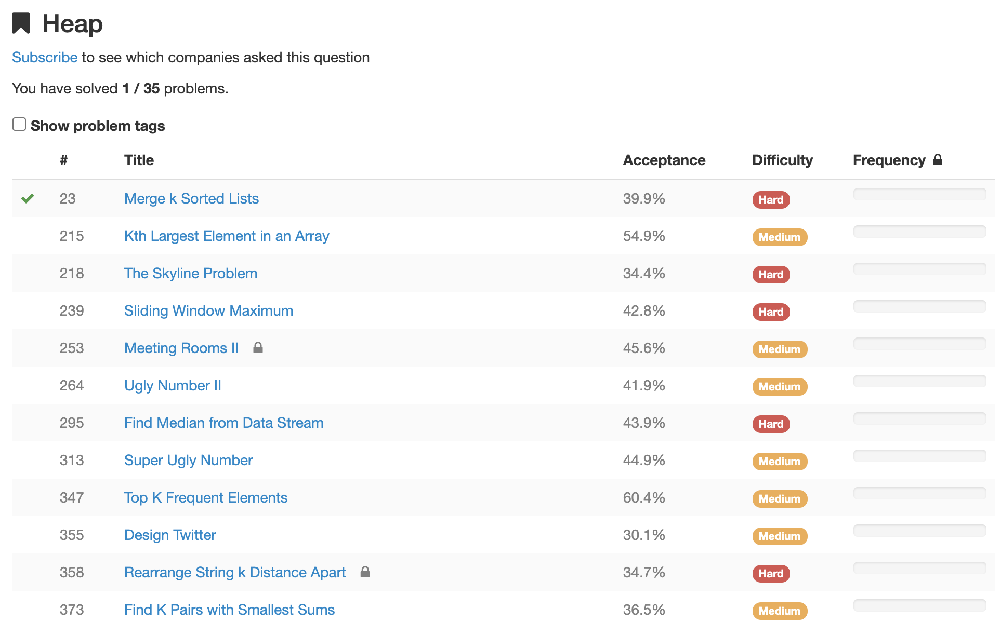 Heap
Subscribe to see which companies asked this question
You have solved 1 / 35 problems.
Show problem tags
# Title Acceptance Difficulty Frequency
23 Merge k Sorted Lists 39.9% Hard
215 Kth Largest Element in an Array 54.9% Medium
218 The Skyline Problem 34.4% Hard
239 Sliding Window Maximum 42.8% Hard
253 Meeting Rooms II 45.6% Medium
264 Ugly Number II 41.9% Medium
295 Find Median from Data Stream 43.9% Hard
313 Super Ugly Number 44.9% Medium
347 Top K Frequent Elements 60.4% Medium
355 Design Twitter 30.1% Medium
358 Rearrange String k Distance Apart 34.7% Hard
373 Find K Pairs with Smallest Sums 36.5% Medium